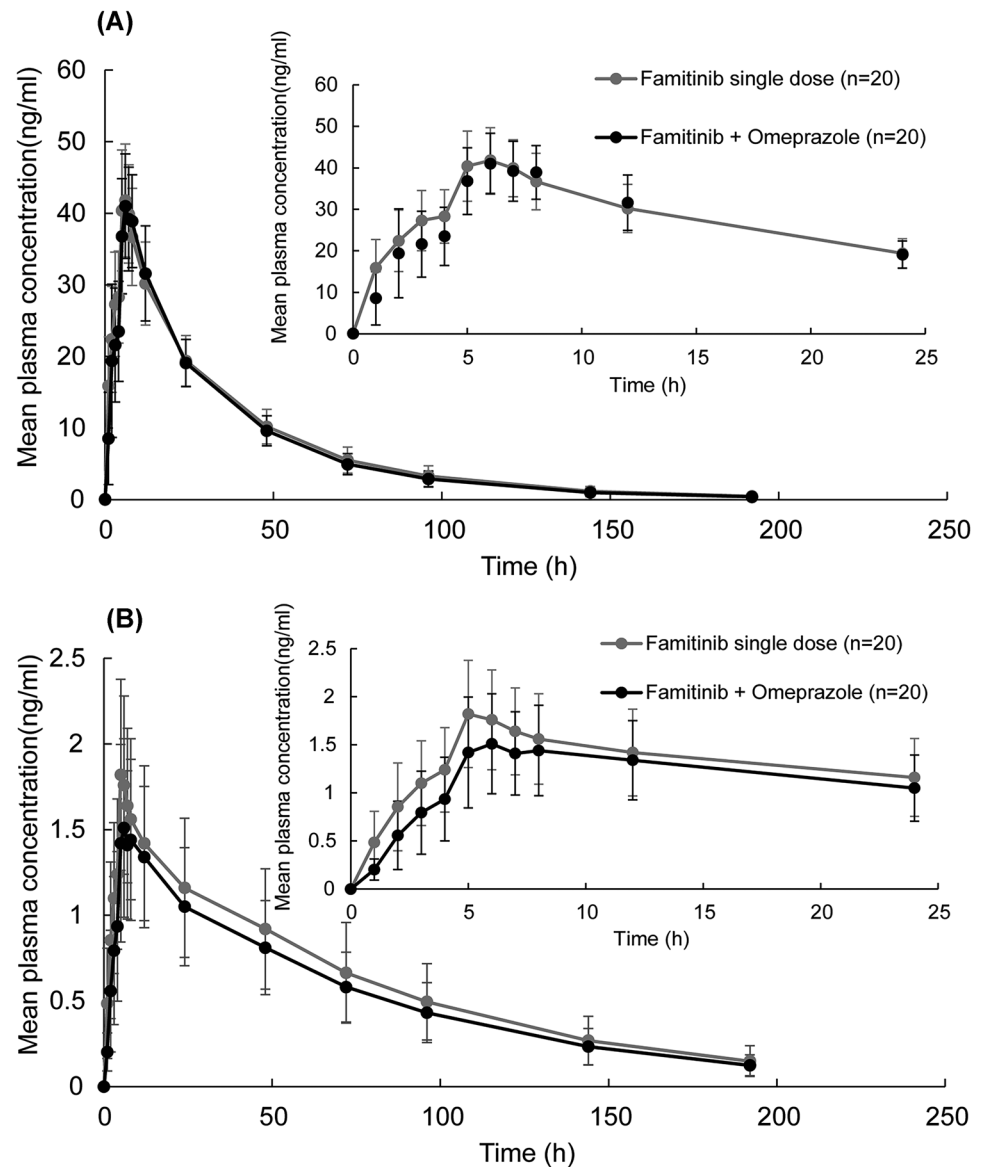 (A)
Mean plasma concentration(ng/ml)
60
50
40
30
20
10
0
0 50 100 150 200 250
Time (h)
Mean plasma concentration(ng/ml)
60
50
40
30
20
10
0
0 5 10 15 20 25
Time (h)
Famitinib single dose (n=20)
Famitinib + Omeprazole (n=20)
(B)
Mean plasma concentration(ng/ml)
2.5
2
1.5
1
0.5
0
0 50 100 150 200 250
Time (h)
Mean plasma concentration(ng/ml)
2.5
2
1.5
1
0.5
0
0 5 10 15 20 25
Time (h)
Famitinib single dose (n=20)
Famitinib + Omeprazole (n=20)